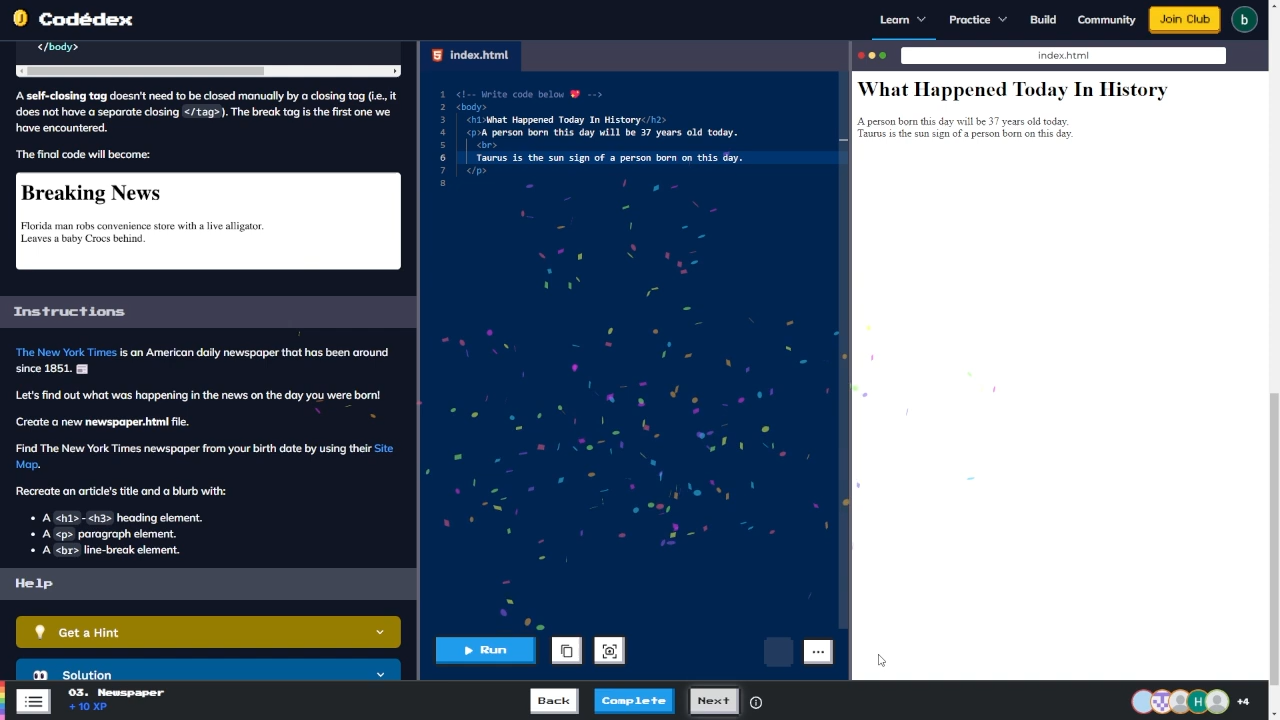 Codédex
Learn
Practice
Build
Community
Join Club
b
</body>
A self-closing tag doesn't need to be closed manually by a closing tag (i.e., it
does not have a separate closing </tag>). The break tag is the first one we
have encountered.
The final code will become:
Breaking News
Florida man robs convenience store with a live alligator.
Leaves a baby Crocs behind.
Instructions
The New York Times is an American daily newspaper that has been around
since 1851.
Let's find out what was happening in the news on the day you were born!
Create a new newspaper.html file.
Find The New York Times newspaper from your birth date by using their Site
Map.
Recreate an article's title and a blurb with:
• A <h1>-<h3> heading element.
• A <p> paragraph element.
• A <br> line-break element.
Help
Get a Hint
Solution
index.html
1 <!-- Write code below 💖 -->
2 <body>
3 <h1>What Happened Today In History</h2>
4 <p>A person born this day will be 37 years old today.
5 <br>
6 Taurus is the sun sign of a person born on this day.
7 </p>
8
Run
...
index.html
What Happened Today In History
A person born this day will be 37 years old today.
Taurus is the sun sign of a person born on this day.
03. Newspaper
+ 10 XP
Back
Complete
Next
H
+4